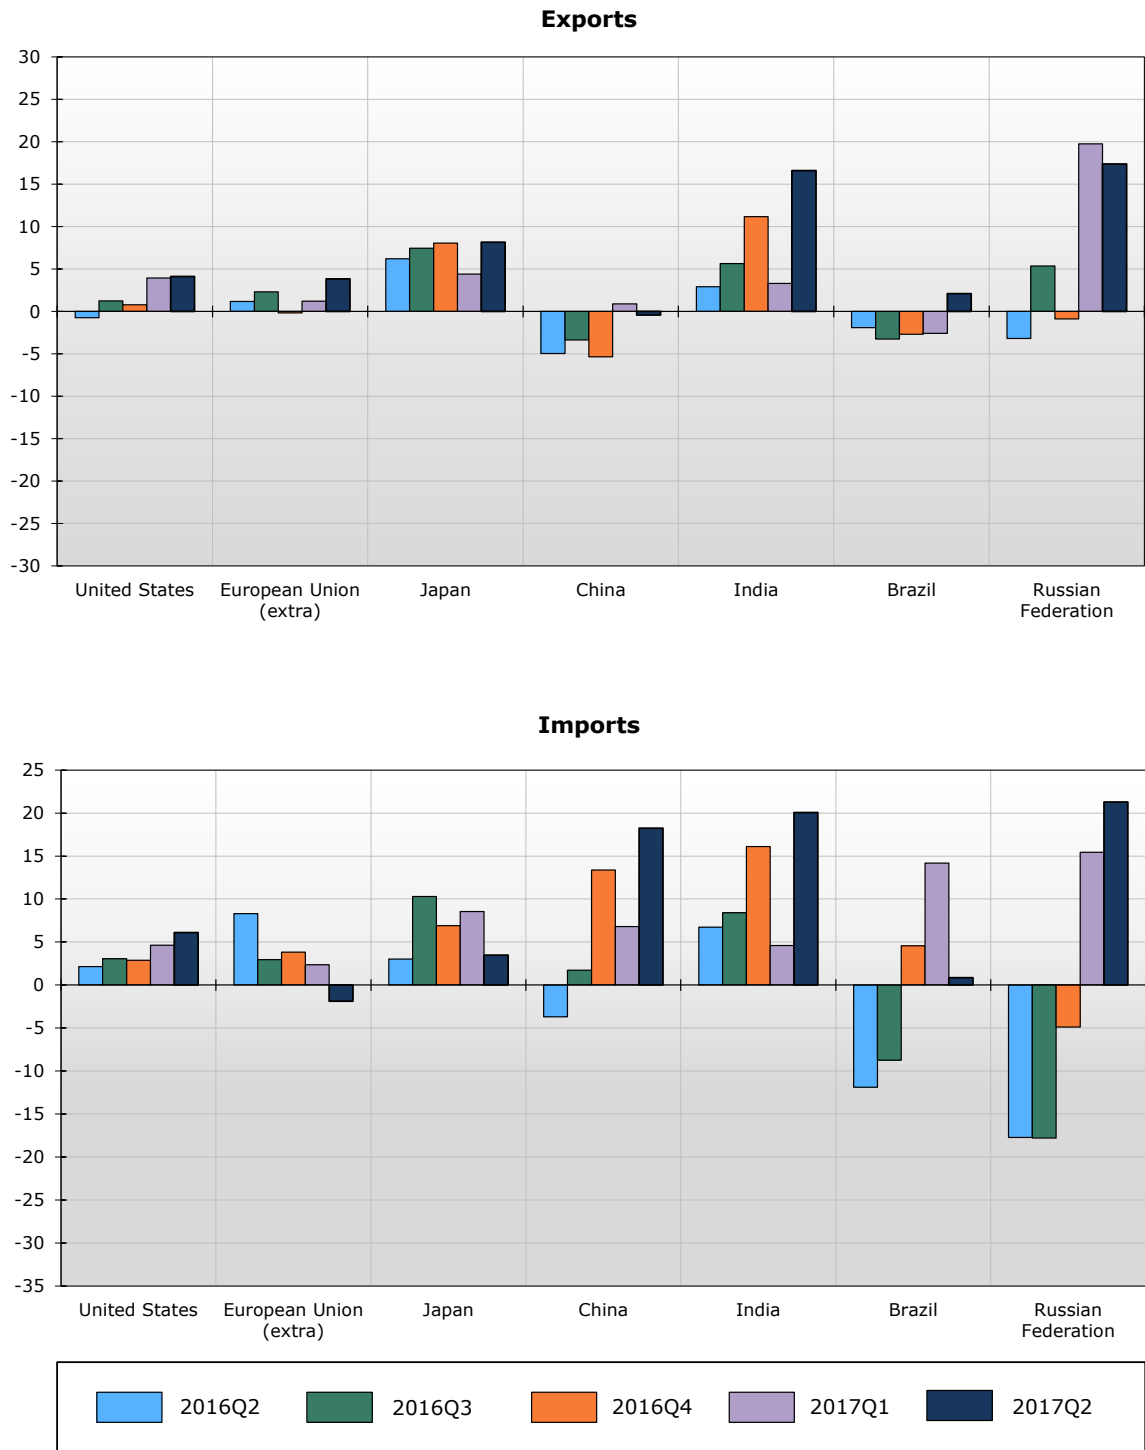 Exports
30
25
20
15
10
5
0
-5
-10
-15
-20
-25
-30
United States
European Union
(extra)
Japan
China
India
Brazil
Russian
Federation
Imports
25
20
15
10
5
0
-5
-10
-15
-20
-25
-30
-35
United States
European Union
(extra)
Japan
China
India
Brazil
Russian
Federation
2016Q2
2016Q3
2016Q4
2017Q1
2017Q2